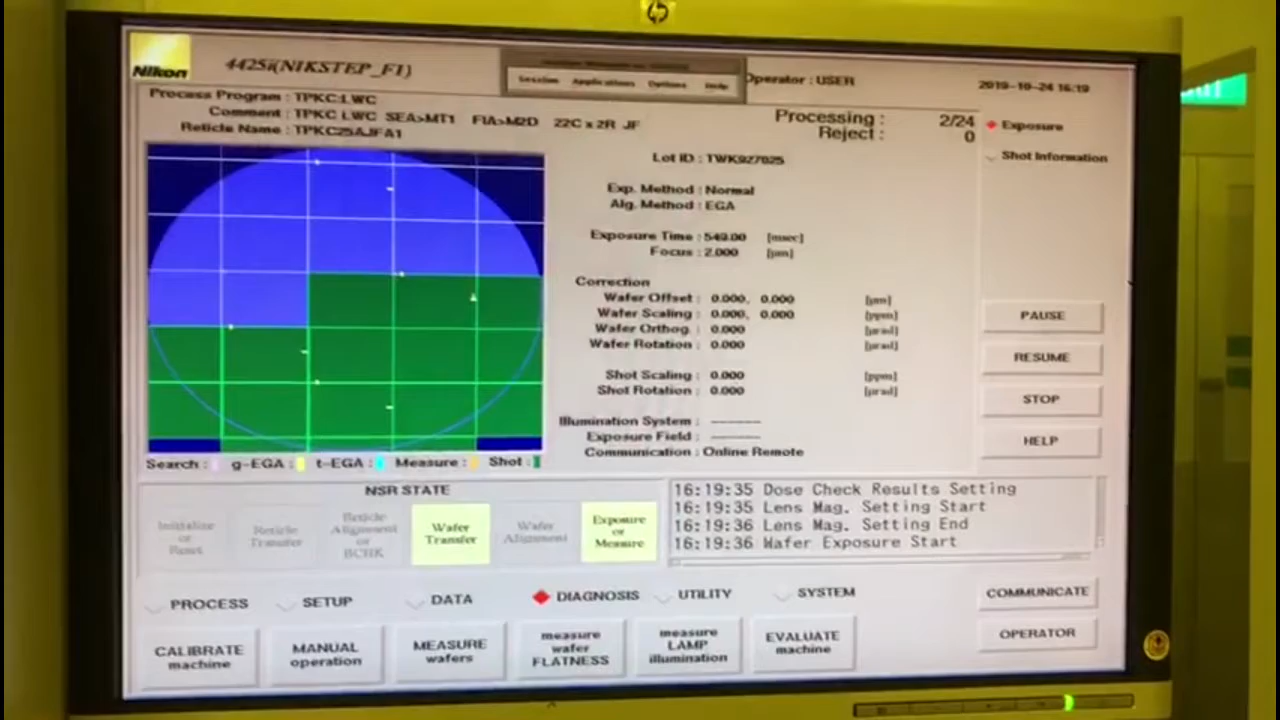 Nikon
4425i(NIKSTEP_F1)
Session Applications Options Help
Operator : USER
2019-10-24 16:19
Process Program : TPKC:LWC
Comment : TPKC LWC SEA>MT1 FIA>M2D 22C x 2R JF
Reticle Name : TPKC25AJFA1
Processing : 2/24
Reject : 0
Exposure
Shot Information
Lot ID : TWK927025
Exp. Method : Normal
Alg. Method : EGA
Exposure Time : 549.00 [msec]
Focus : 2.000 [μm]
Correction
Wafer Offset : 0.000, 0.000 [μm]
Wafer Scaling : 0.000, 0.000 [ppm]
Wafer Orthog. : 0.000 [μrad]
Wafer Rotation : 0.000 [μrad]
Shot Scaling : 0.000 [ppm]
Shot Rotation : 0.000 [μrad]
Illumination System : -------
Exposure Field : -------
Communication : Online Remote
PAUSE
RESUME
STOP
HELP
Search : g-EGA : t-EGA : Measure : Shot :
NSR STATE
Initialize or Reset
Reticle Transfer
Reticle Alignment or BCHK
Wafer Transfer
Wafer Alignment
Exposure or Measure
16:19:35 Dose Check Results Setting
16:19:35 Lens Mag. Setting Start
16:19:36 Lens Mag. Setting End
16:19:36 Wafer Exposure Start
PROCESS SETUP DATA DIAGNOSIS UTILITY SYSTEM
COMMUNICATE
OPERATOR
CALIBRATE machine
MANUAL operation
MEASURE wafers
measure wafer FLATNESS
measure LAMP illumination
EVALUATE machine